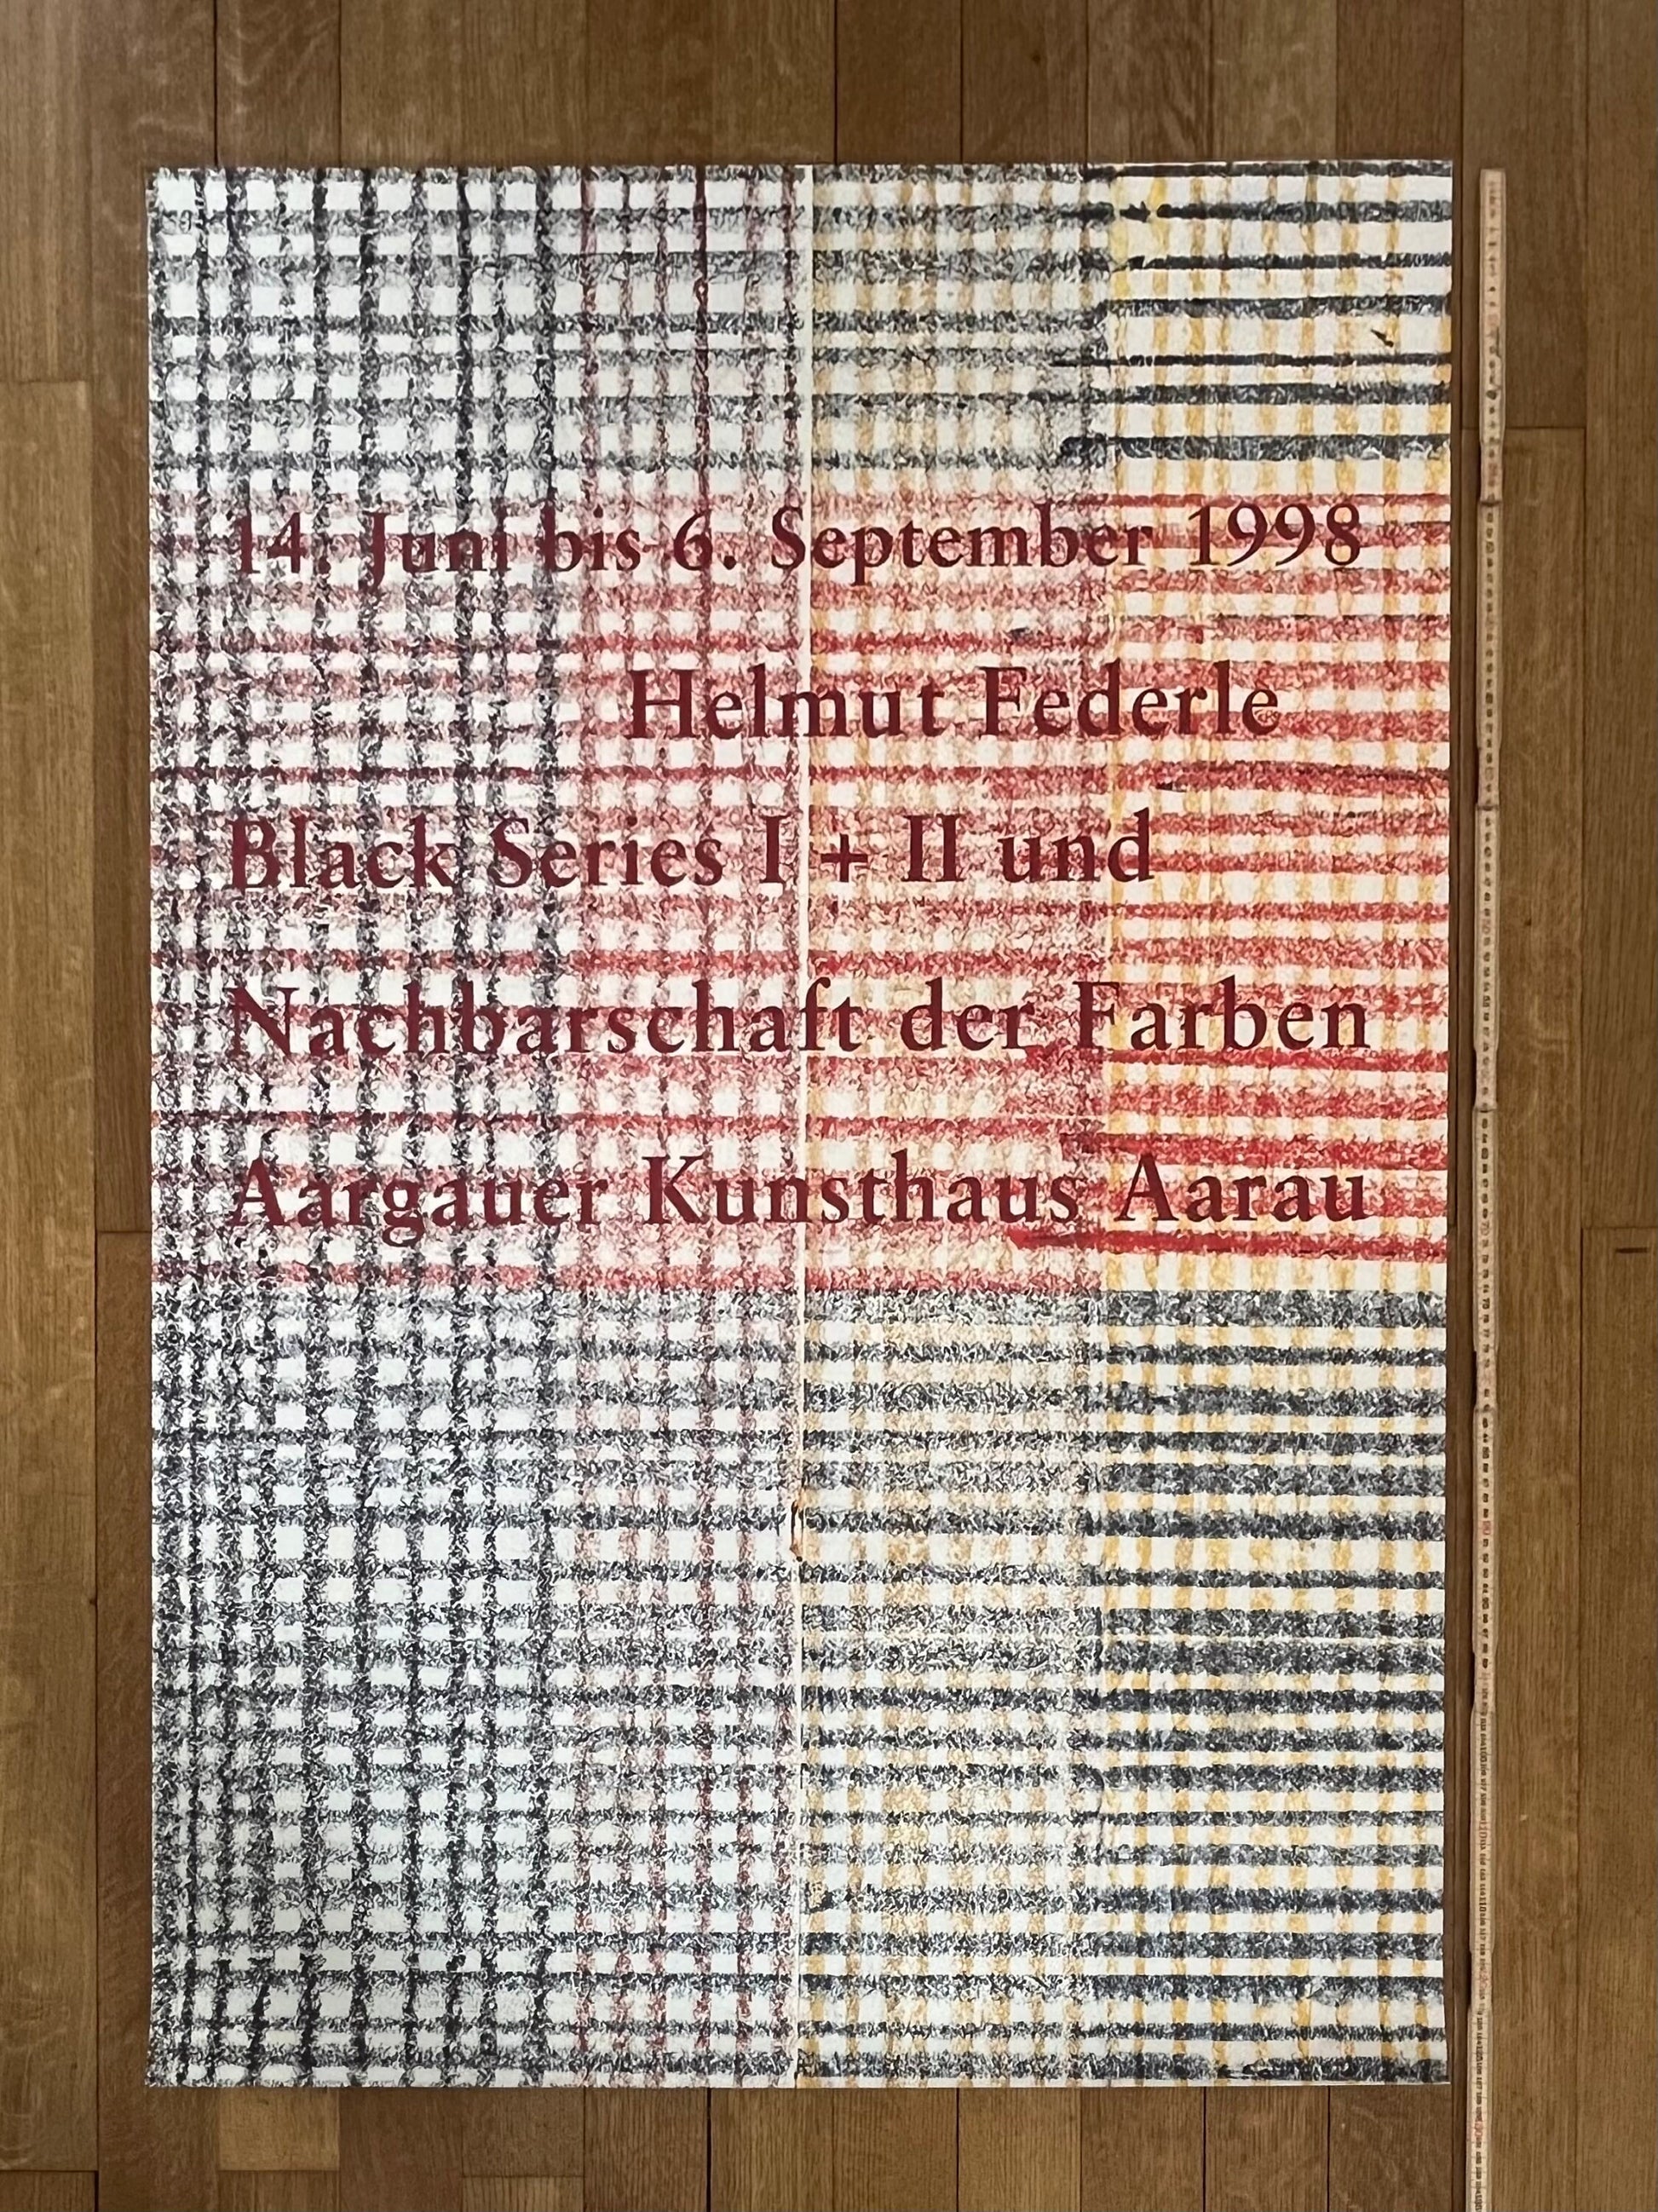 14. Juni bis 6. September 1998
Helmut Federle
Black Series I + II und
Nachbarschaft der Farben
Aargauer Kunsthaus Aarau